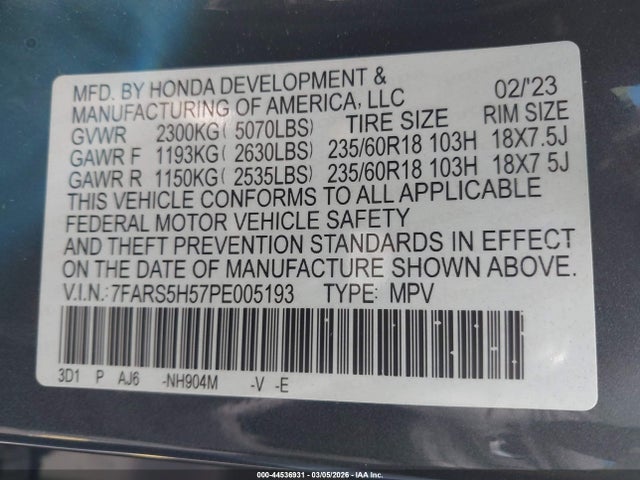 MFD. BY HONDA DEVELOPMENT & 02/'23
MANUFACTURING OF AMERICA, LLC
GVWR 2300KG( 5070LBS) TIRE SIZE RIM SIZE
GAWR F 1193KG( 2630LBS) 235/60R18 103H 18X7.5J
GAWR R 1150KG( 2535LBS) 235/60R18 103H 18X7 5J
THIS VEHICLE CONFORMS TO ALL APPLICABLE
FEDERAL MOTOR VEHICLE SAFETY
AND THEFT PREVENTION STANDARDS IN EFFECT
ON THE DATE OF MANUFACTURE SHOWN ABOVE.
V.I.N.:7FARS5H57PE005193 TYPE: MPV
3D1 P AJ6 -NH904M -V -E
000-44536931 - 03/05/2026 - IAA Inc.